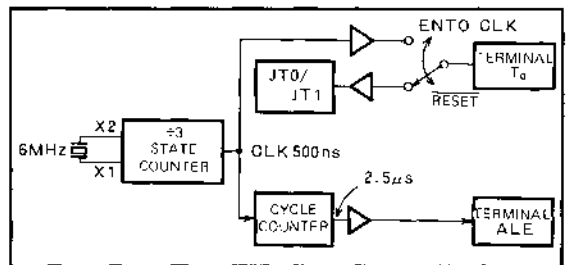 ENTO CLK
JT0/
JT1
TERMINAL
T₀
RESET
6MHz
X2
X1
÷3
STATE
COUNTER
CLK 500ns
2.5µs
CYCLE
COUNTER
TERMINAL
ALE